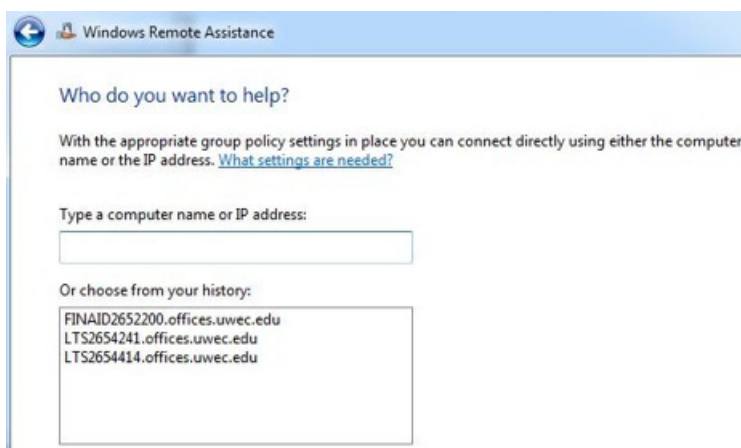 Windows Remote Assistance
Who do you want to help?
With the appropriate group policy settings in place you can connect directly using either the computer
name or the IP address. What settings are needed?
Type a computer name or IP address:
Or choose from your history:
FINAID2652200.offices.uwec.edu
LTS2654241.offices.uwec.edu
LTS2654414.offices.uwec.edu